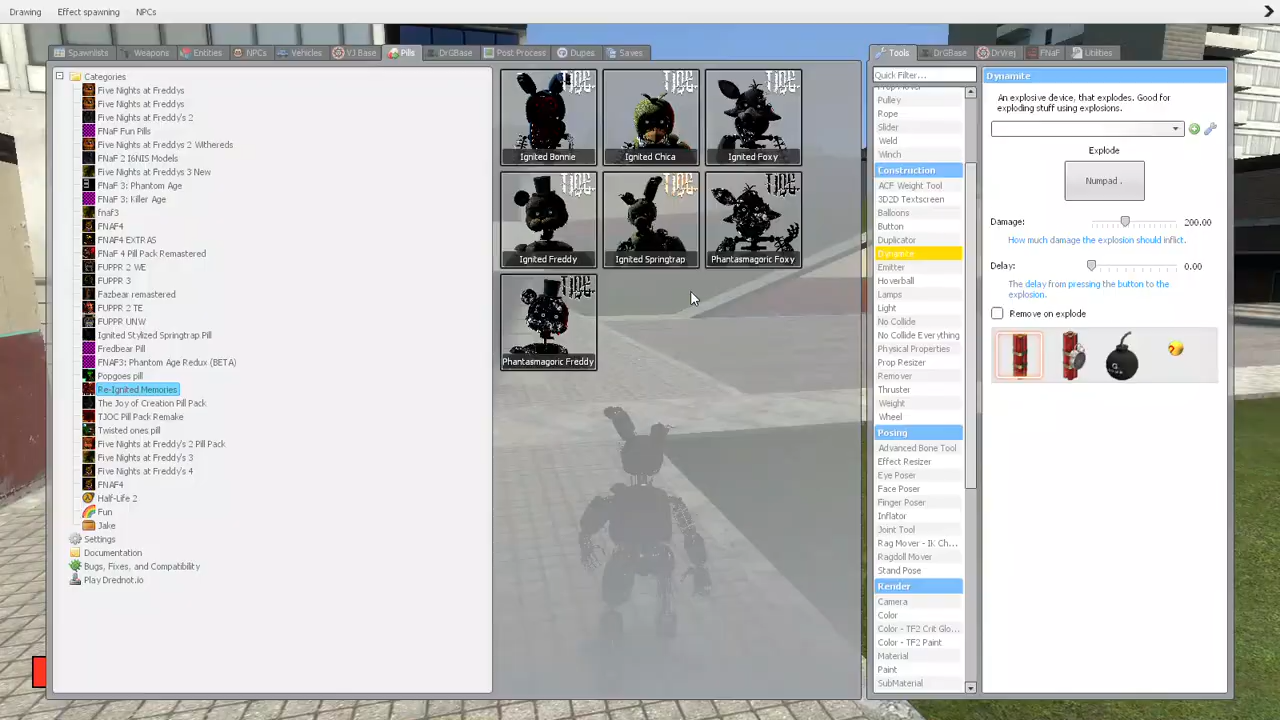 Drawing Effect spawning NPCs
Spawnlists Weapons Entities NPCs Vehicles VJ Base Pills DrGBase Post Process Dupes Saves
Categories
Five Nights at Freddys
Five Nights at Freddys
Five Nights at Freddys 2
FNaF Fun Pills
Five Nights at Freddys 2 Withereds
FNAF 2 I6NIS Models
Five Nights at Freddys 3 New
FNaF 3: Phantom Age
FNaF 3: Killer Age
fnaf3
FNAF4
FNAF4 EXTRAS
FNaF 4 Pill Pack Remastered
FUPPR 2 WE
FUPPR 3
Fazbear remastered
FUPPR 2 TE
FUPPR UNW
Ignited Stylized Springtrap Pill
Fredbear Pill
FNAF3: Phantom Age Redux (BETA)
Popgoes pill
Re-Ignited Memories
The Joy of Creation Pill Pack
TJOC Pill Pack Remake
Twisted ones pill
Five Nights at Freddy's 2 Pill Pack
Five Nights at Freddy's 3
Five Nights at Freddy's 4
FNAF4
Half-Life 2
Fun
Jake
Settings
Documentation
Bugs, Fixes, and Compatibility
Play Drednot.io
Ignited Bonnie
Ignited Chica
Ignited Foxy
Ignited Freddy
Ignited Springtrap
Phantasmagoric Foxy
Phantasmagoric Freddy
Tools DrGBase DrWrej FNaF Utilities
Quick Filter...
Prop Mover
Pulley
Rope
Slider
Weld
Winch
Construction
ACF Weight Tool
3D2D Textscreen
Balloons
Button
Duplicator
Dynamite
Emitter
Hoverball
Lamps
Light
No Collide
No Collide Everything
Physical Properties
Prop Resizer
Remover
Thruster
Weight
Wheel
Posing
Advanced Bone Tool
Effect Resizer
Eye Poser
Face Poser
Finger Poser
Inflator
Joint Tool
Rag Mover - IK Ch...
Ragdoll Mover
Stand Pose
Render
Camera
Color
Color - TF2 Crit Glo...
Color - TF2 Paint
Material
Paint
SubMaterial
Dynamite
An explosive device, that explodes. Good for
exploding stuff using explosions.
Explode
Numpad .
Damage: 200.00
How much damage the explosion should inflict.
Delay: 0.00
The delay from pressing the button to the
explosion.
Remove on explode